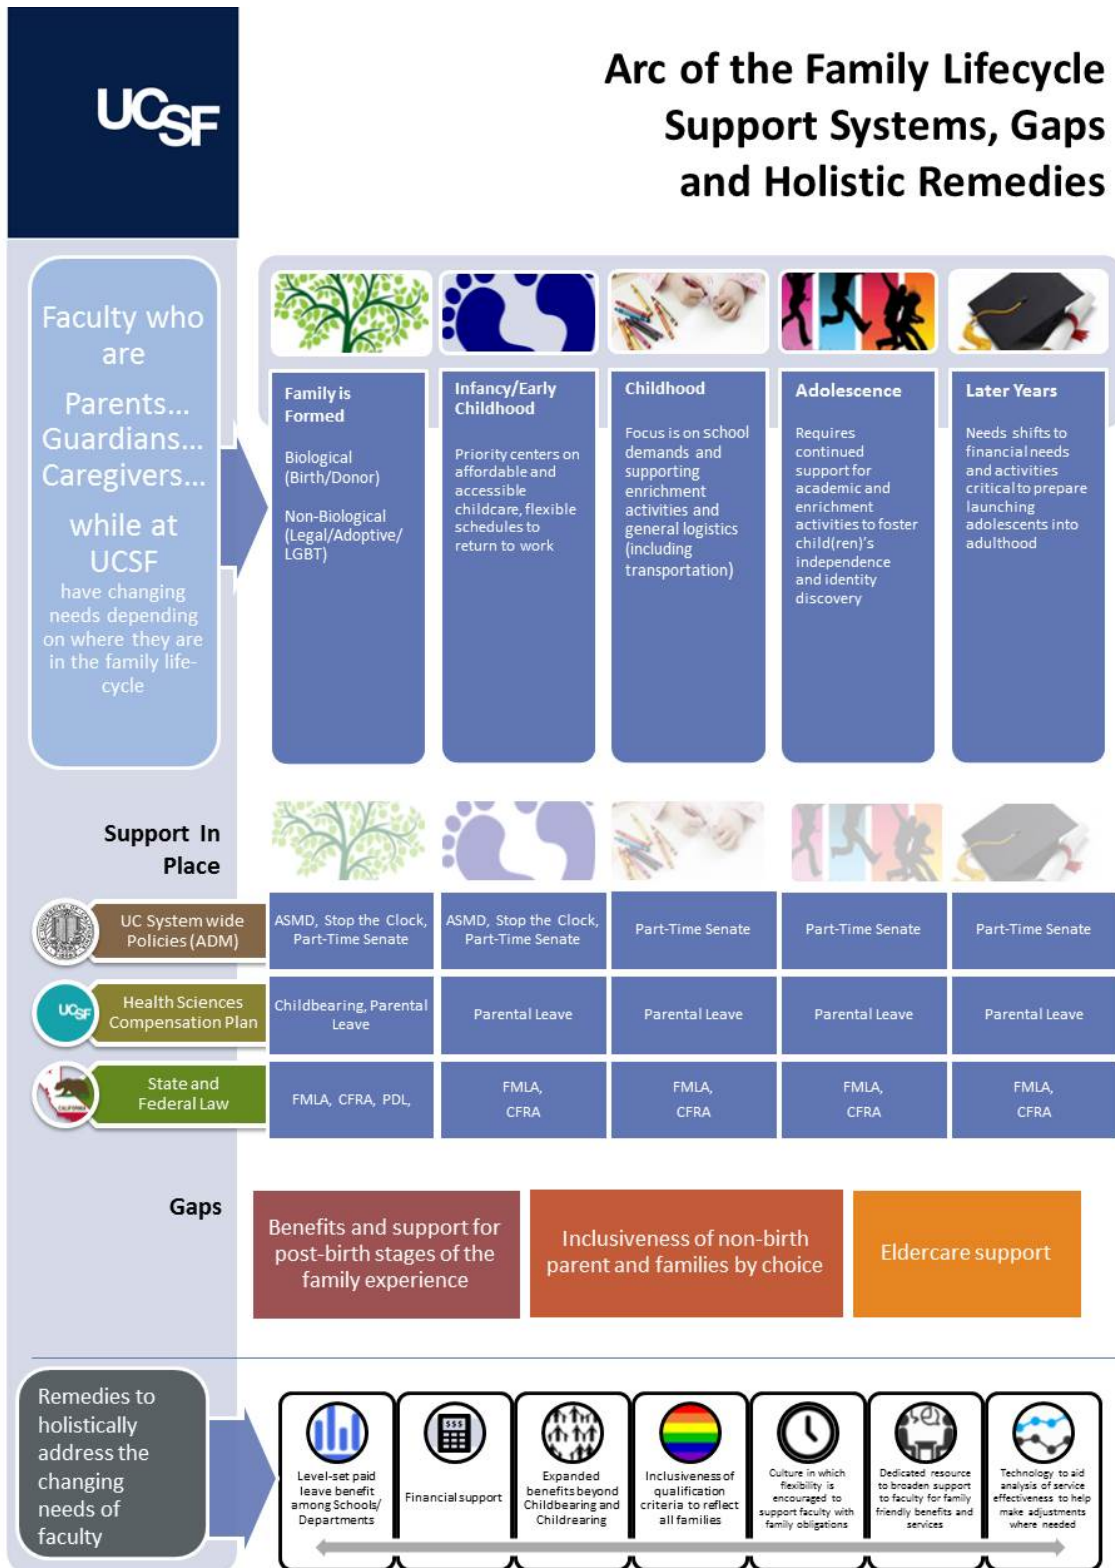 UCSF
Arc of the Family Lifecycle
Support Systems, Gaps
and Holistic Remedies
Faculty who
are
Parents...
Guardians...
Caregivers...
while at
UCSF
have changing
needs depending
on where they are
in the family life-
cycle
Family is
Formed
Biological
(Birth/Donor)
Non-Biological
(Legal/Adoptive/
LGBT)
Infancy/Early
Childhood
Priority centers on
affordable and
accessible
childcare, flexible
schedules to
return to work
Childhood
Focus is on school
demands and
supporting
enrichment
activities and
general logistics
(including
transportation)
Adolescence
Requires
continued
support for
academic and
enrichment
activities to foster
child(ren)'s
independence
and identity
discovery
Later Years
Needs shifts to
financial needs
and activities
critical to prepare
launching
adolescents into
adulthood
Support In
Place
UC System wide
Policies (ADM)
ASMD, Stop the Clock,
Part-Time Senate
ASMD, Stop the Clock,
Part-Time Senate
Part-Time Senate
Part-Time Senate
Part-Time Senate
UCSF
Health Sciences
Compensation Plan
Childbearing, Parental
Leave
Parental Leave
Parental Leave
Parental Leave
Parental Leave
CALIFORNIA
State and
Federal Law
FMLA, CFRA, PDL,
FMLA,
CFRA
FMLA,
CFRA
FMLA,
CFRA
FMLA,
CFRA
Gaps
Benefits and support for
post-birth stages of the
family experience
Inclusiveness of non-birth
parent and families by choice
Eldercare support
Remedies to
holistically
address the
changing
needs of
faculty
Level-set paid
leave benefit
among Schools/
Departments
$$$
Financial support
Expanded
benefits beyond
Childbearing and
Childrearing
Inclusiveness of
qualification
criteria to reflect
all families
Culture in which
flexibility is
encouraged to
support faculty with
family obligations
Dedicated resource
to broaden support
to faculty for family
friendly benefits and
services
Technology to aid
analysis of service
effectiveness to help
make adjustments
where needed